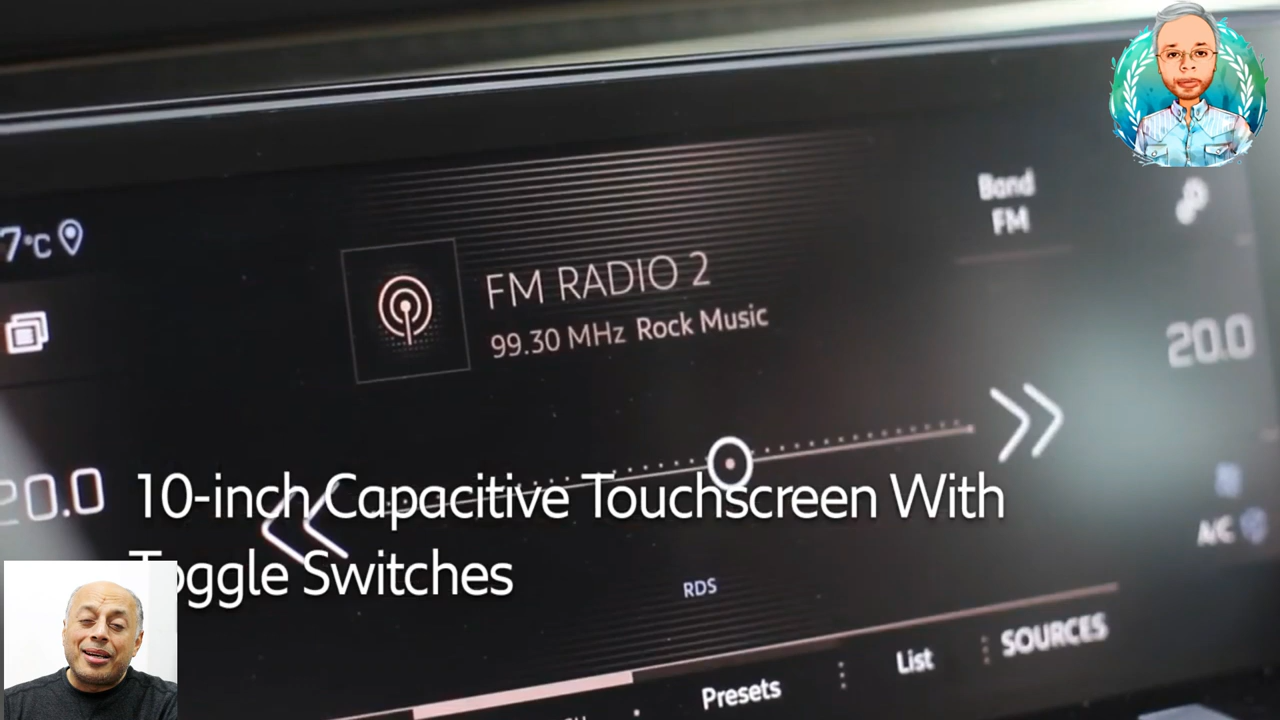 7°C
Band
FM
FM RADIO 2
99.30 MHz Rock Music
20.0
20.0
10-inch Capacitive Touchscreen With
Toggle Switches
A/C
RDS
Presets
List
SOURCES